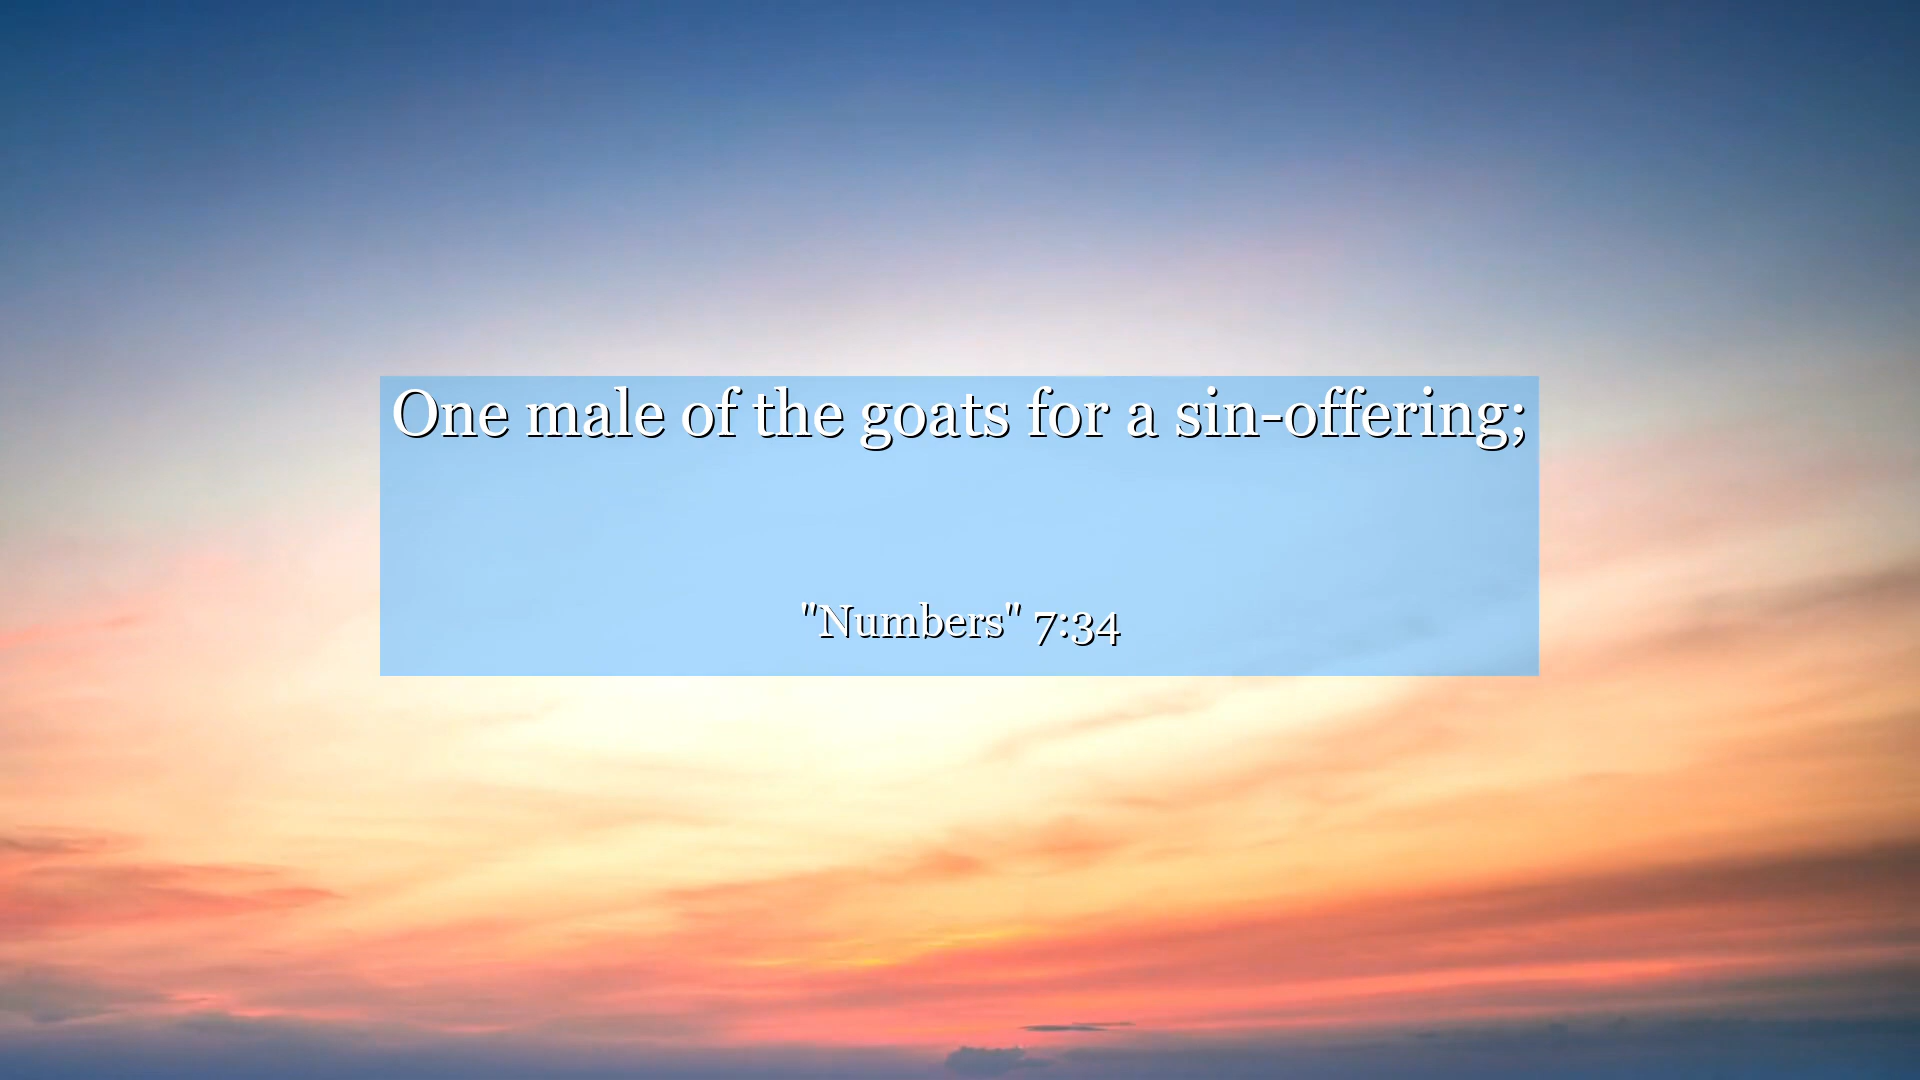 One male of the goats for a sin-offering;
"Numbers" 7:34